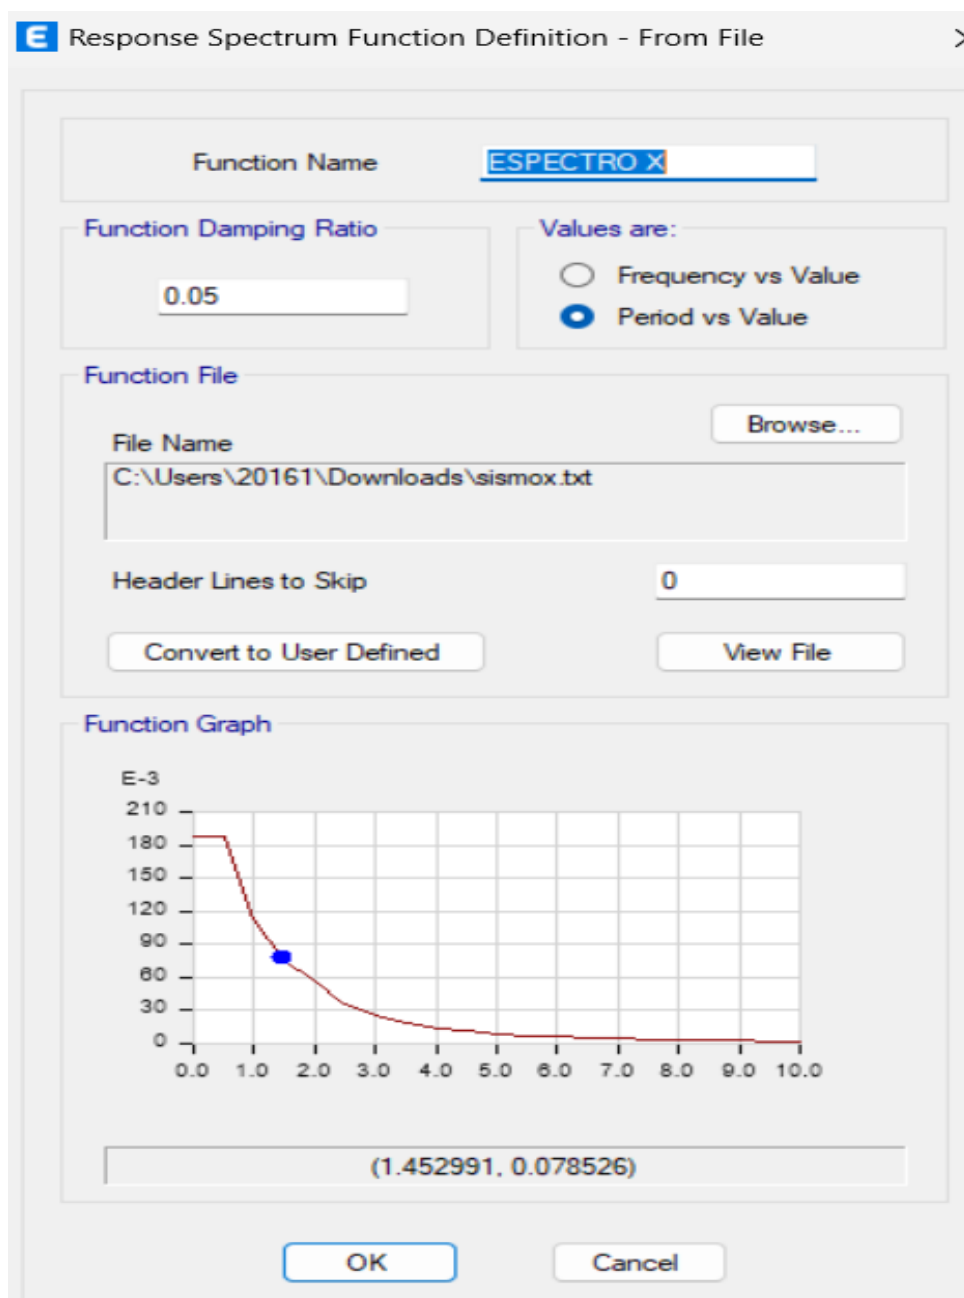 E Response Spectrum Function Definition - From File
Function Name ESPECTRO X
Function Damping Ratio
0.05
Values are:
Frequency vs Value
Period vs Value
Function File
Browse...
File Name
C:\Users\20161\Downloads\sismox.txt
Header Lines to Skip 0
Convert to User Defined View File
Function Graph
E-3
210
180
150
120
90
60
30
0
0.0 1.0 2.0 3.0 4.0 5.0 6.0 7.0 8.0 9.0 10.0
(1.452991, 0.078526)
OK Cancel